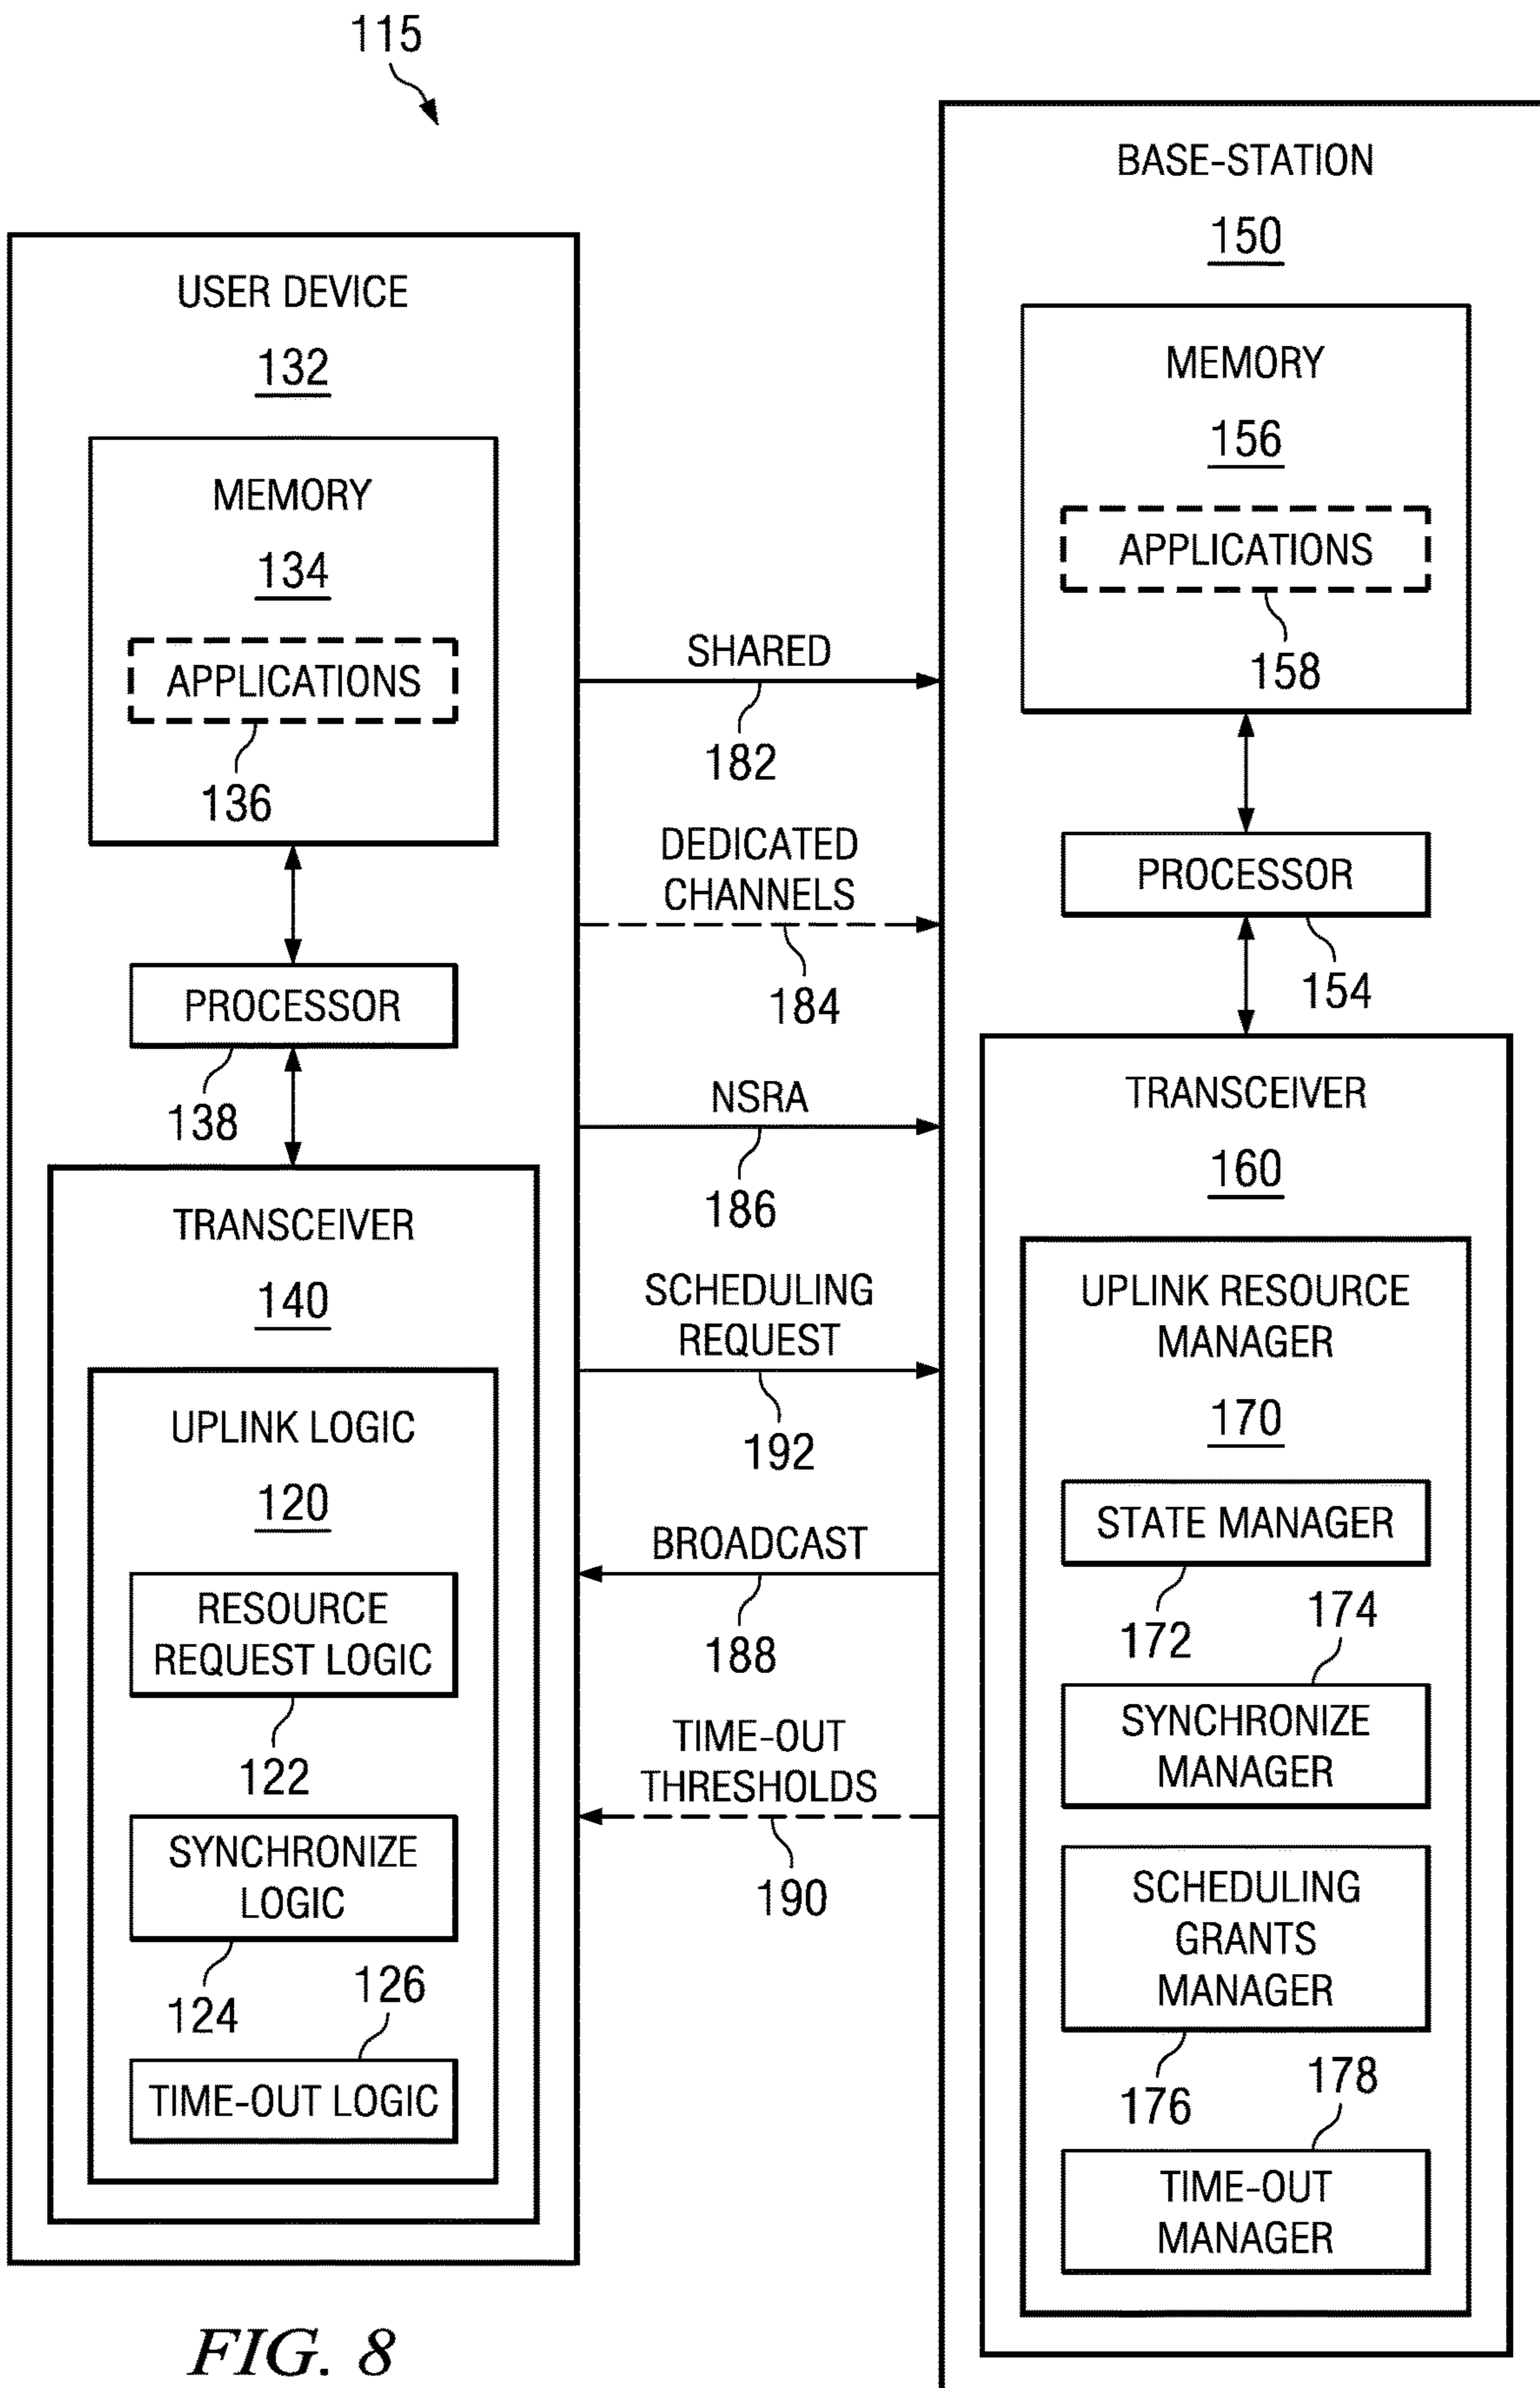 115
USER DEVICE
132
MEMORY
134
APPLICATIONS
136
PROCESSOR
138
TRANSCEIVER
140
UPLINK LOGIC
120
RESOURCE
REQUEST LOGIC
122
SYNCHRONIZE
LOGIC
124
126
TIME-OUT LOGIC
SHARED
182
DEDICATED
CHANNELS
184
NSRA
186
SCHEDULING
REQUEST
192
BROADCAST
188
TIME-OUT
THRESHOLDS
190
BASE-STATION
150
MEMORY
156
APPLICATIONS
158
PROCESSOR
154
TRANSCEIVER
160
UPLINK RESOURCE
MANAGER
170
STATE MANAGER
172
174
SYNCHRONIZE
MANAGER
SCHEDULING
GRANTS
MANAGER
176
178
TIME-OUT
MANAGER
FIG. 8